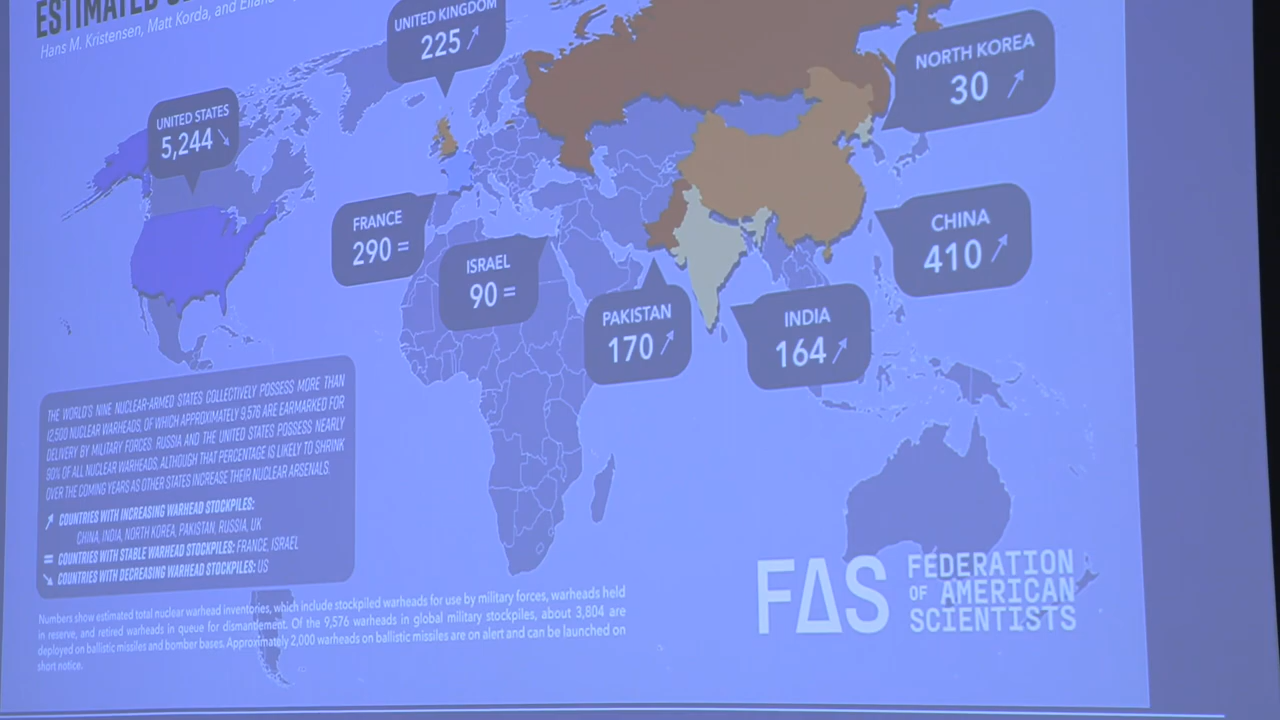 ESTIMATED
Hans M. Kristensen, Matt Korda, and
UNITED KINGDOM
225
NORTH KOREA
30
UNITED STATES
5,244
FRANCE
290 =
ISRAEL
90 =
CHINA
410
PAKISTAN
170
INDIA
164
THE WORLD'S NINE NUCLEAR-ARMED STATES COLLECTIVELY POSSESS MORE THAN
12,500 NUCLEAR WARHEADS, OF WHICH APPROXIMATELY 9,576 ARE EARMARKED FOR
DELIVERY BY MILITARY FORCES. RUSSIA AND THE UNITED STATES POSSESS NEARLY
90% OF ALL NUCLEAR WARHEADS, ALTHOUGH THAT PERCENTAGE IS LIKELY TO SHRINK
OVER THE COMING YEARS AS OTHER STATES INCREASE THEIR NUCLEAR ARSENALS.
COUNTRIES WITH INCREASING WARHEAD STOCKPILES:
CHINA, INDIA, NORTH KOREA, PAKISTAN, RUSSIA, UK
= COUNTRIES WITH STABLE WARHEAD STOCKPILES: FRANCE, ISRAEL
COUNTRIES WITH DECREASING WARHEAD STOCKPILES: US
Numbers show estimated total nuclear warhead inventories, which include stockpiled warheads for use by military forces, warheads held
in reserve, and retired warheads in queue for dismantlement. Of the 9,576 warheads in global military stockpiles, about 3,804 are
deployed on ballistic missiles and bomber bases. Approximately 2,000 warheads on ballistic missiles are on alert and can be launched on
short notice.
FAS
FEDERATION
OF AMERICAN
SCIENTISTS